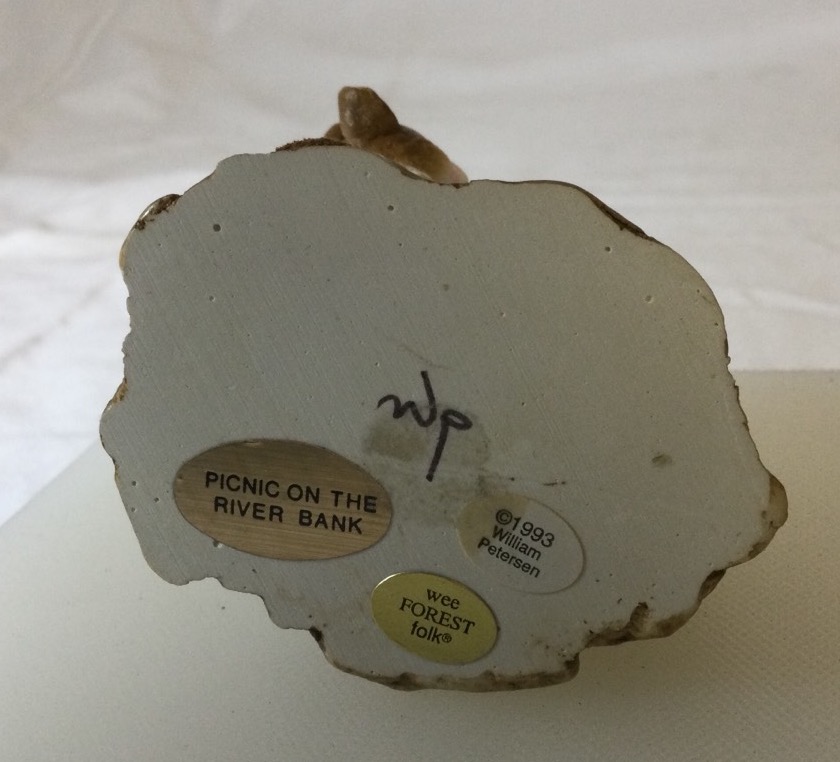 wp
PICNIC ON THE
RIVER BANK
©1993
William
Petersen
wee
FOREST
folk®